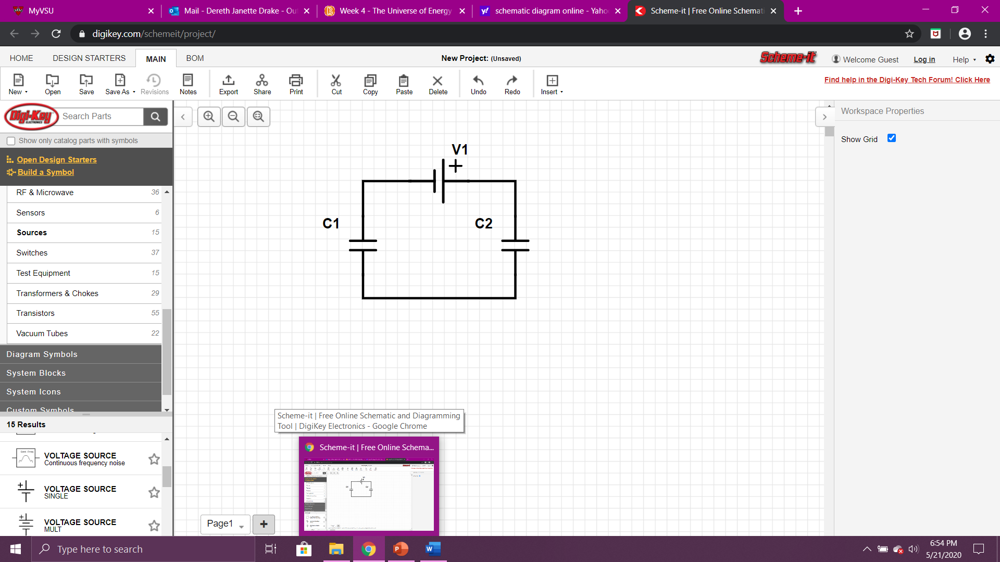 MyVSU
Mail - Dereth Janette Drake - Ou
Week 4 - The Universe of Energy
schematic diagram online - Yaho
Scheme-it | Free Online Schemati
digikey.com/schemeit/project/
HOME
DESIGN STARTERS
MAIN
BOM
New Project: (Unsaved)
Scheme-it
Welcome Guest
Log in
Help
New
Open
Save
Save As
Revisions
Notes
Export
Share
Print
Cut
Copy
Paste
Delete
Undo
Redo
Insert
Find help in the Digi-Key Tech Forum! Click Here
Digi-Key
ELECTRONICS
Search Parts
Show only catalog parts with symbols
Open Design Starters
Build a Symbol
RF & Microwave 36
Sensors 6
Sources 15
Switches 37
Test Equipment 15
Transformers & Chokes 29
Transistors 55
Vacuum Tubes 22
Diagram Symbols
System Blocks
System Icons
Custom Symbols
15 Results
Cont Freq
VOLTAGE SOURCE
Continuous frequency noise
VOLTAGE SOURCE
SINGLE
VOLTAGE SOURCE
MULT
V1
+
C1
C2
Workspace Properties
Show Grid
Scheme-it | Free Online Schematic and Diagramming
Tool | DigiKey Electronics - Google Chrome
Scheme-it | Free Online Schema...
Page1
Type here to search
6:54 PM
5/21/2020